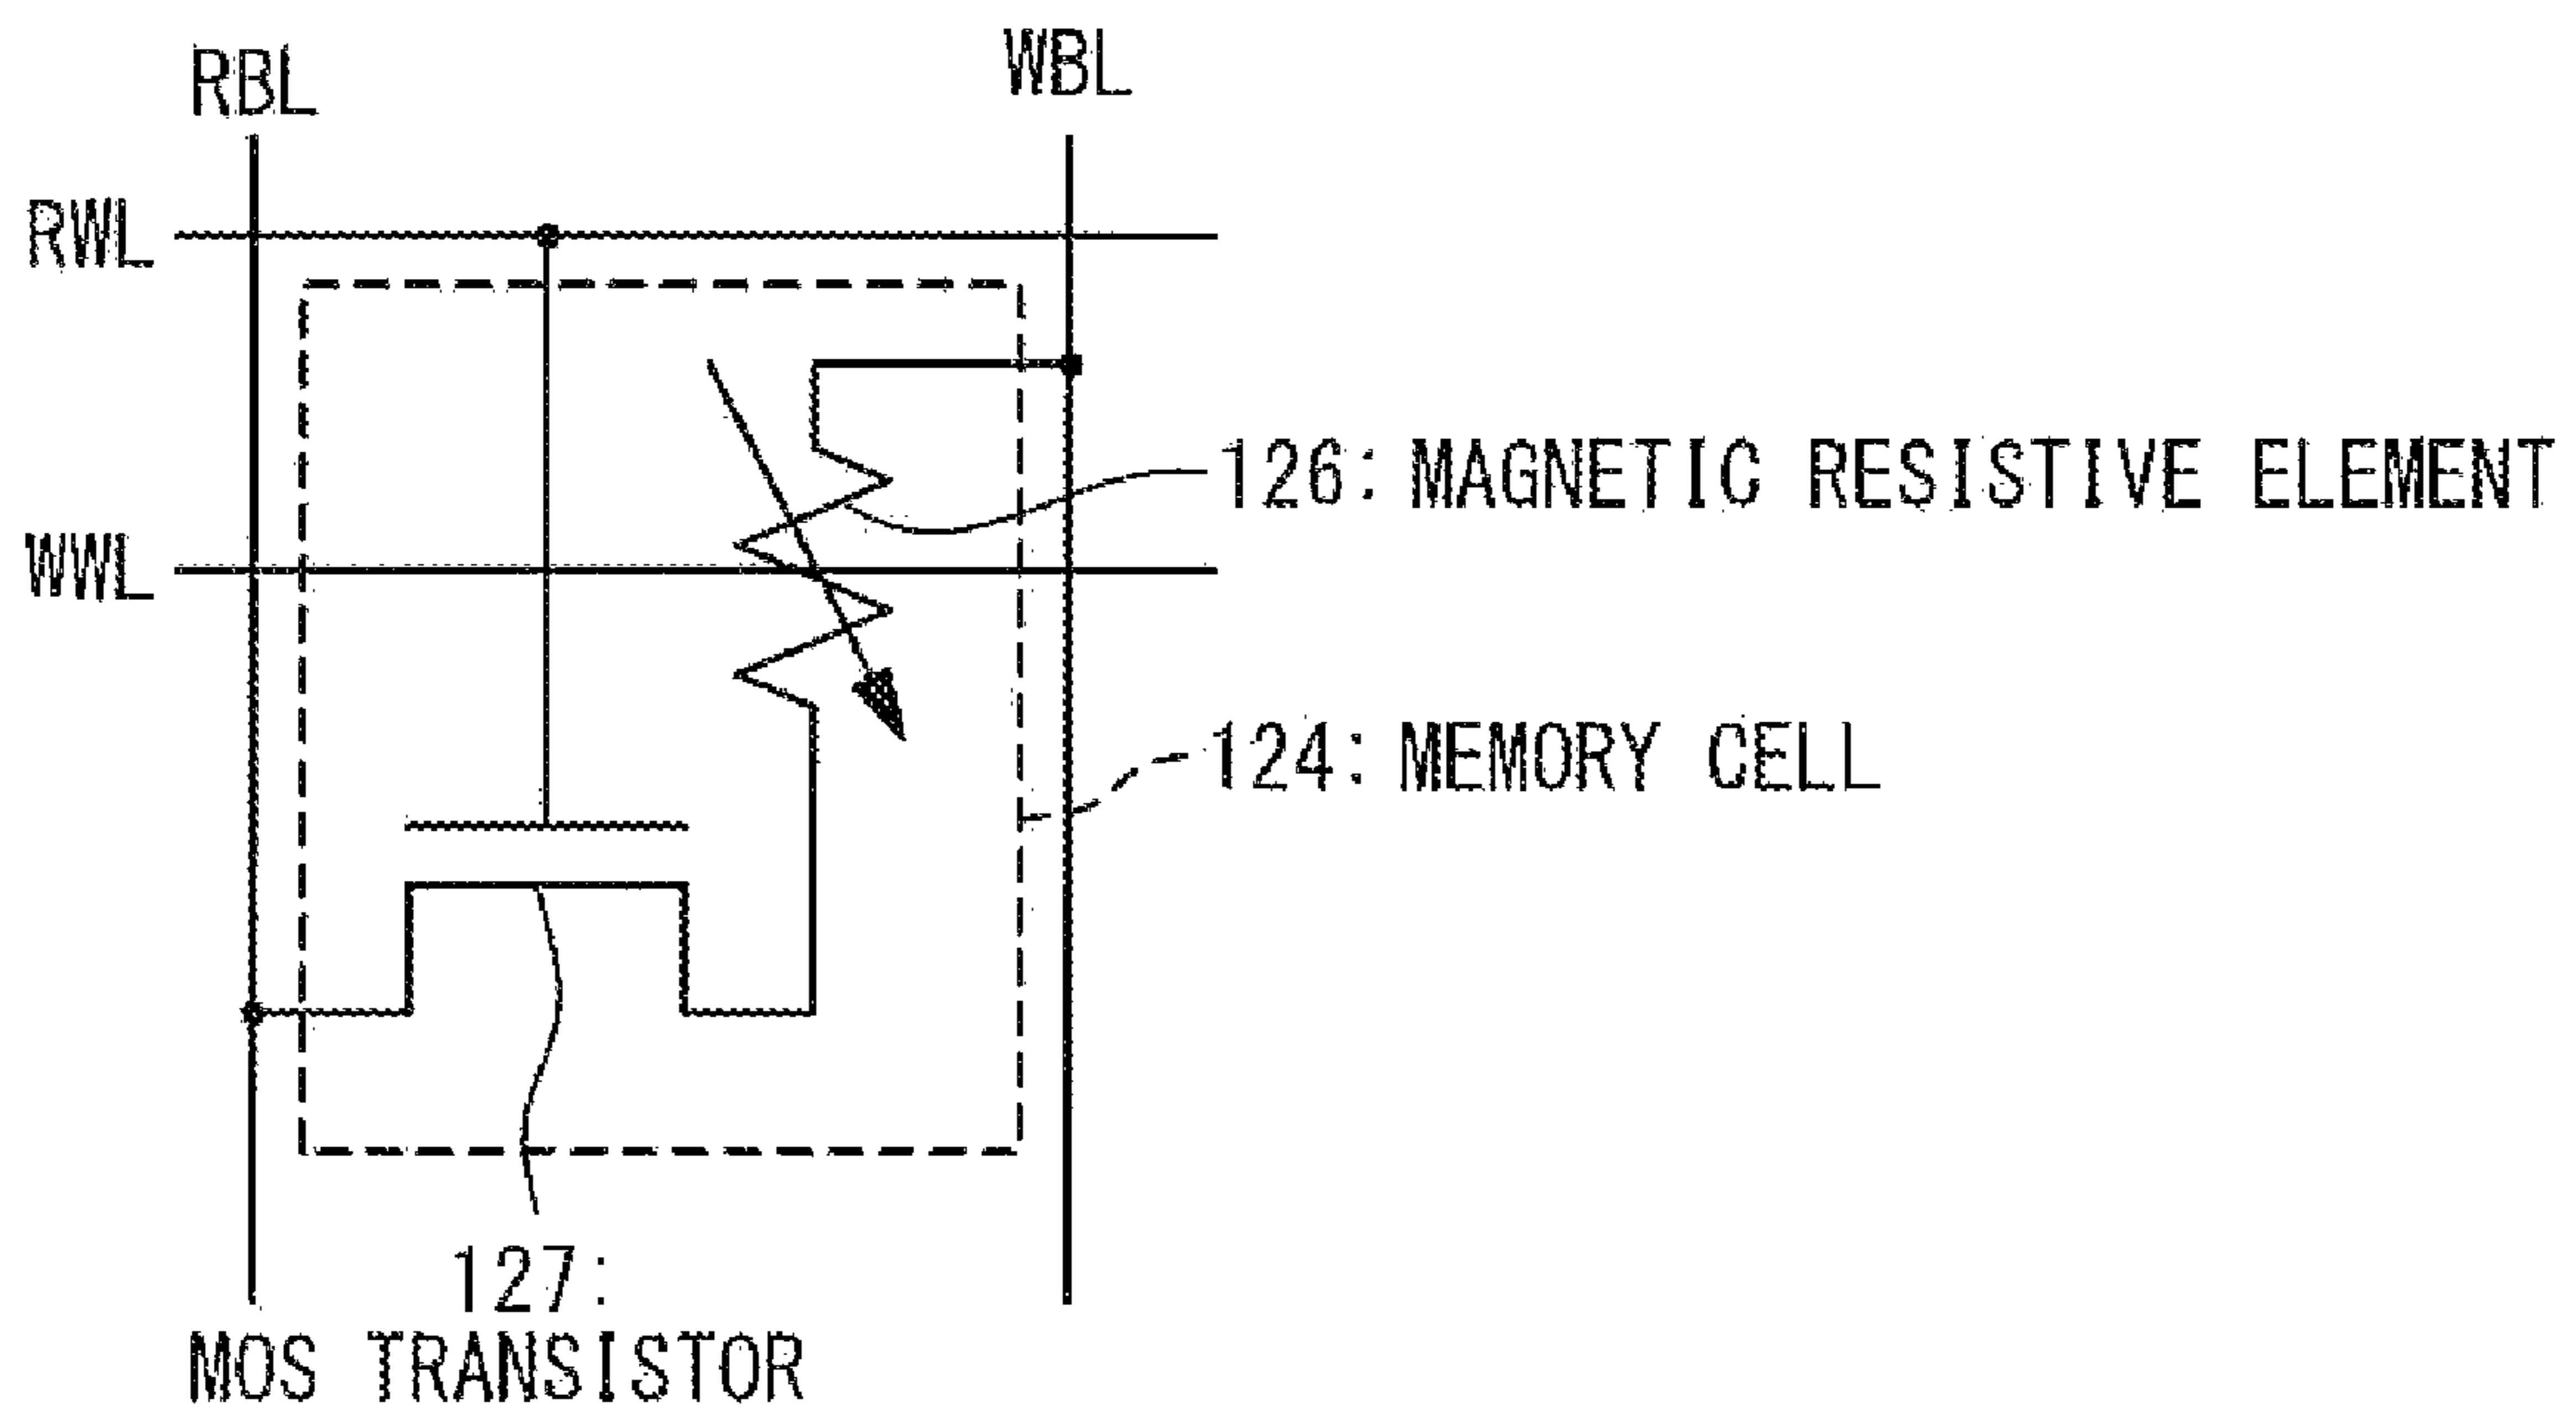 RBL
WBL
RWL
126: MAGNETIC RESISTIVE ELEMENT
WWL
124: MEMORY CELL
127:
MOS TRANSISTOR